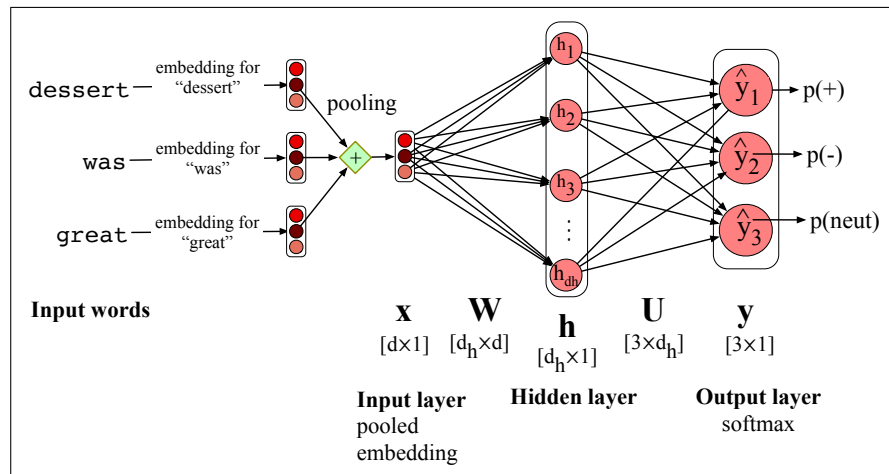 dessert
embedding for
“dessert”
pooling
was
embedding for
“was”
great
embedding for
“great”
+
h1
h2
h3
⋮
hdh
ŷ1
ŷ2
ŷ3
p(+)
p(-)
p(neut)
Input words
x
W
h
U
y
[d×1]
[dh×d]
[dh×1]
[3×dh]
[3×1]
Input layer
pooled
embedding
Hidden layer
Output layer
softmax